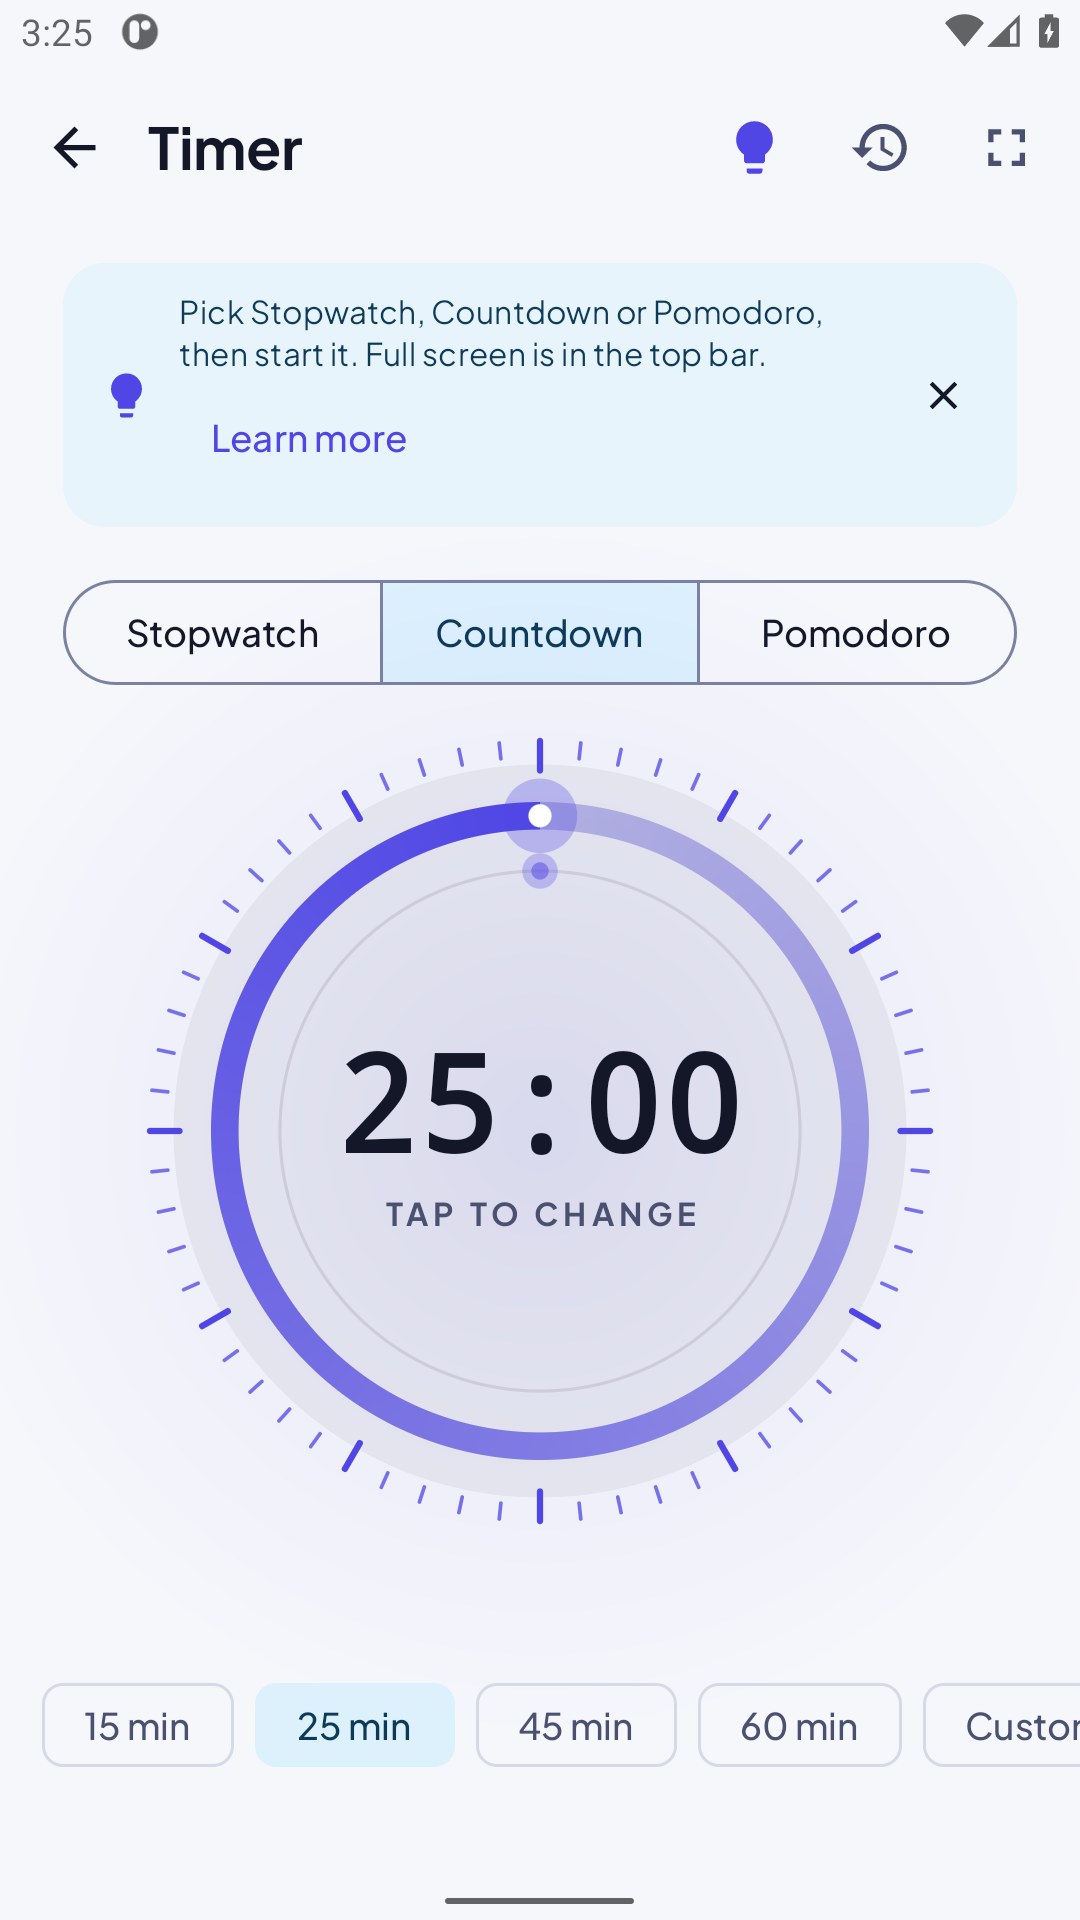 3:25
Timer
Pick Stopwatch, Countdown or Pomodoro,
then start it. Full screen is in the top bar.
Learn more
Stopwatch Countdown Pomodoro
25:00
TAP TO CHANGE
15 min 25 min 45 min 60 min